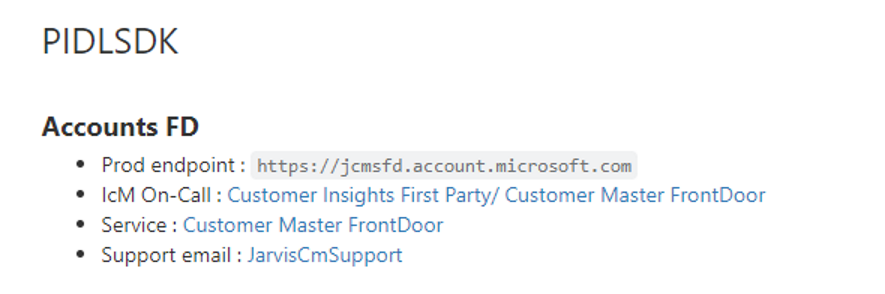 PIDLSDK
Accounts FD
• Prod endpoint : https://jcmsfd.account.microsoft.com
• IcM On-Call : Customer Insights First Party/ Customer Master FrontDoor
• Service : Customer Master FrontDoor
• Support email : JarvisCmSupport